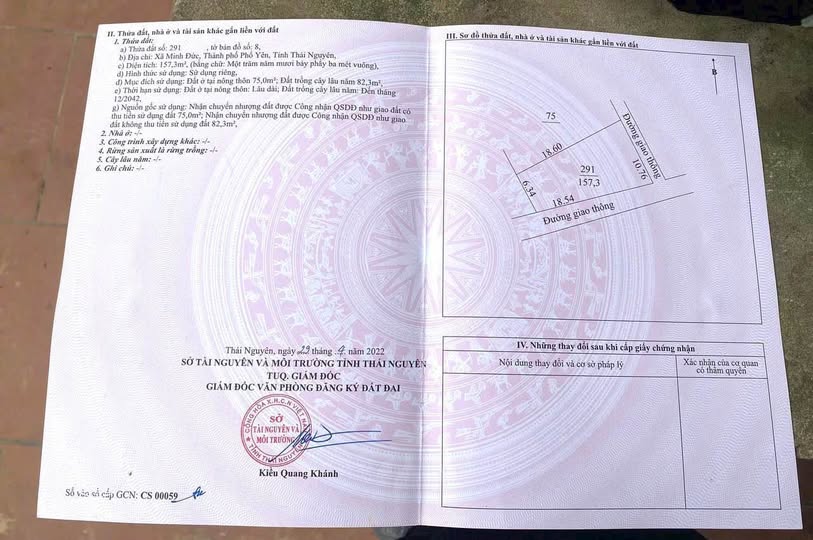 II. Thửa đất, nhà ở và tài sản khác gắn liền với đất
1. Thửa đất:
a) Thửa đất số: 291 , tờ bản đồ số: 8,
b) Địa chỉ: Xã Minh Đức, Thành phố Phổ Yên, Tỉnh Thái Nguyên,
c) Diện tích: 157,3m², (bằng chữ: Một trăm năm mươi bảy phẩy ba mét vuông),
d) Hình thức sử dụng: Sử dụng riêng,
đ) Mục đích sử dụng: Đất ở tại nông thôn 75,0m²; Đất trồng cây lâu năm 82,3m²,
e) Thời hạn sử dụng: Đất ở tại nông thôn: Lâu dài; Đất trồng cây lâu năm: Đến tháng
12/2042,
g) Nguồn gốc sử dụng: Nhận chuyển nhượng đất được Công nhận QSDĐ như giao đất có
thu tiền sử dụng đất 75,0m²; Nhận chuyển nhượng đất được Công nhận QSDĐ như giao
đất không thu tiền sử dụng đất 82,3m²,
2. Nhà ở: -/-
3. Công trình xây dựng khác: -/-
4. Rừng sản xuất là rừng trồng: -/-
5. Cây lâu năm: -/-
6. Ghi chú: -/-
Thái Nguyên, ngày 29 tháng 4 năm 2022
SỞ TÀI NGUYÊN VÀ MÔI TRƯỜNG TỈNH THÁI NGUYÊN
TUQ. GIÁM ĐỐC
GIÁM ĐỐC VĂN PHÒNG ĐĂNG KÝ ĐẤT ĐAI
CỘNG HÒA X.H.C.N VIỆT NAM
SỞ
TÀI NGUYÊN VÀ
MÔI TRƯỜNG
TỈNH THÁI NGUYÊN
Kiều Quang Khánh
Số vào sổ cấp GCN: CS 00059
III. Sơ đồ thửa đất, nhà ở và tài sản khác gắn liền với đất
B
75
18.60
Đường giao thông
10.76
291
157,3
6.34
18.54
Đường giao thông
IV. Những thay đổi sau khi cấp giấy chứng nhận
Nội dung thay đổi và cơ sở pháp lý
Xác nhận của cơ quan
có thẩm quyền